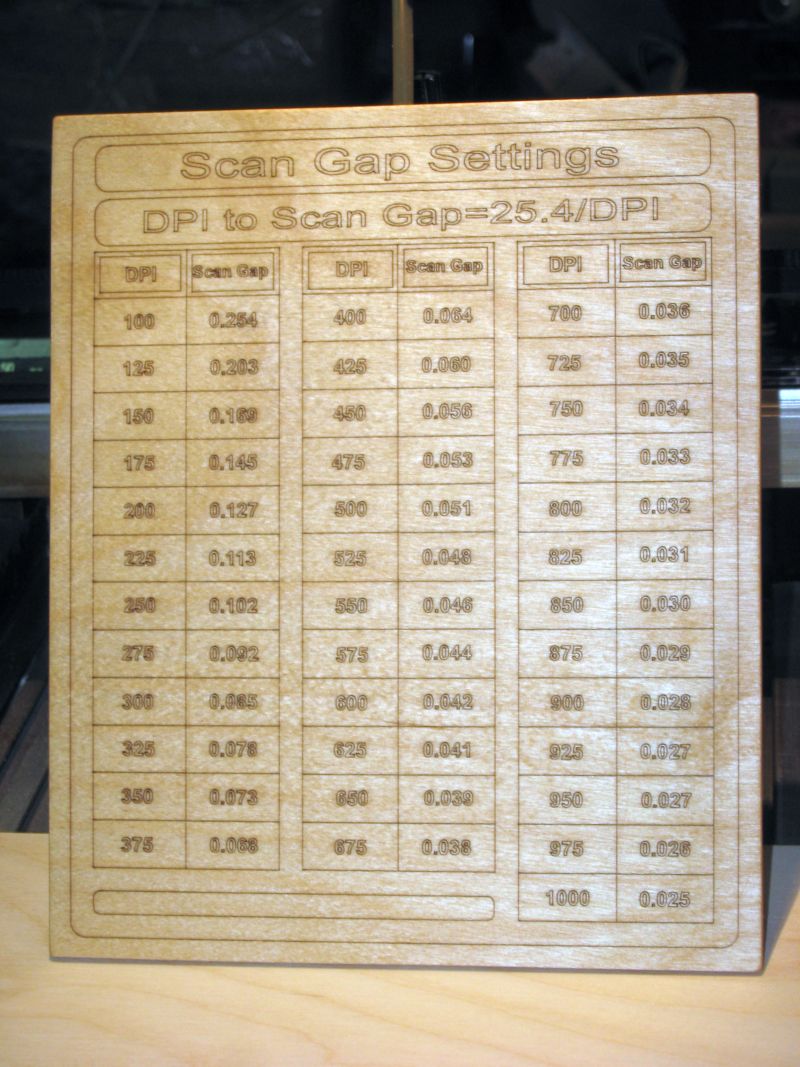 Scan Gap Settings
DPI to Scan Gap=25.4/DPI
DPI Scan Gap DPI Scan Gap DPI Scan Gap
100 0.254 400 0.064 700 0.036
125 0.203 425 0.060 725 0.035
150 0.169 450 0.056 750 0.034
175 0.145 475 0.053 775 0.033
200 0.127 500 0.051 800 0.032
225 0.113 525 0.048 825 0.031
250 0.102 550 0.046 850 0.030
275 0.092 575 0.044 875 0.029
300 0.085 600 0.042 900 0.028
325 0.078 625 0.041 925 0.027
350 0.073 650 0.039 950 0.027
375 0.068 675 0.038 975 0.026
1000 0.025